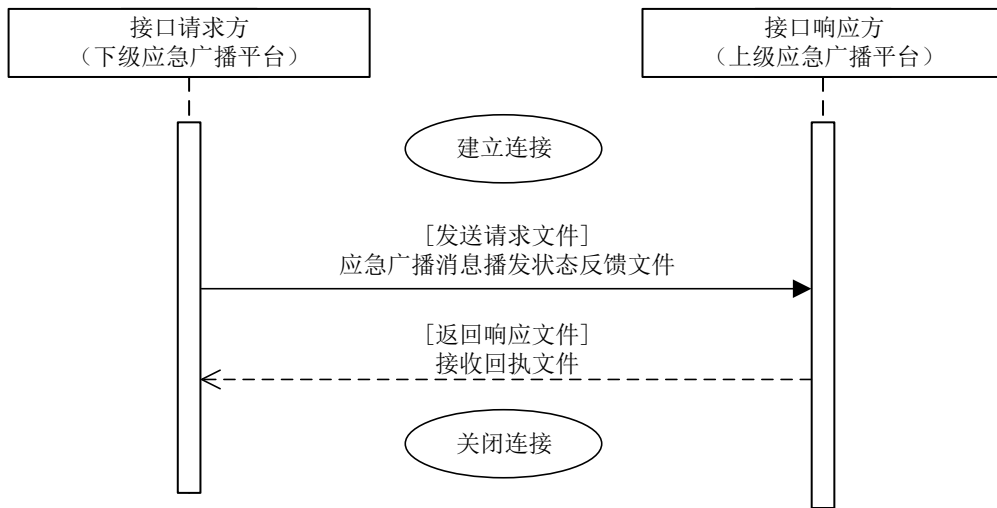 接口请求方
（下级应急广播平台）
接口响应方
（上级应急广播平台）
建立连接
[发送请求文件]
应急广播消息播发状态反馈文件
[返回响应文件]
接收回执文件
关闭连接